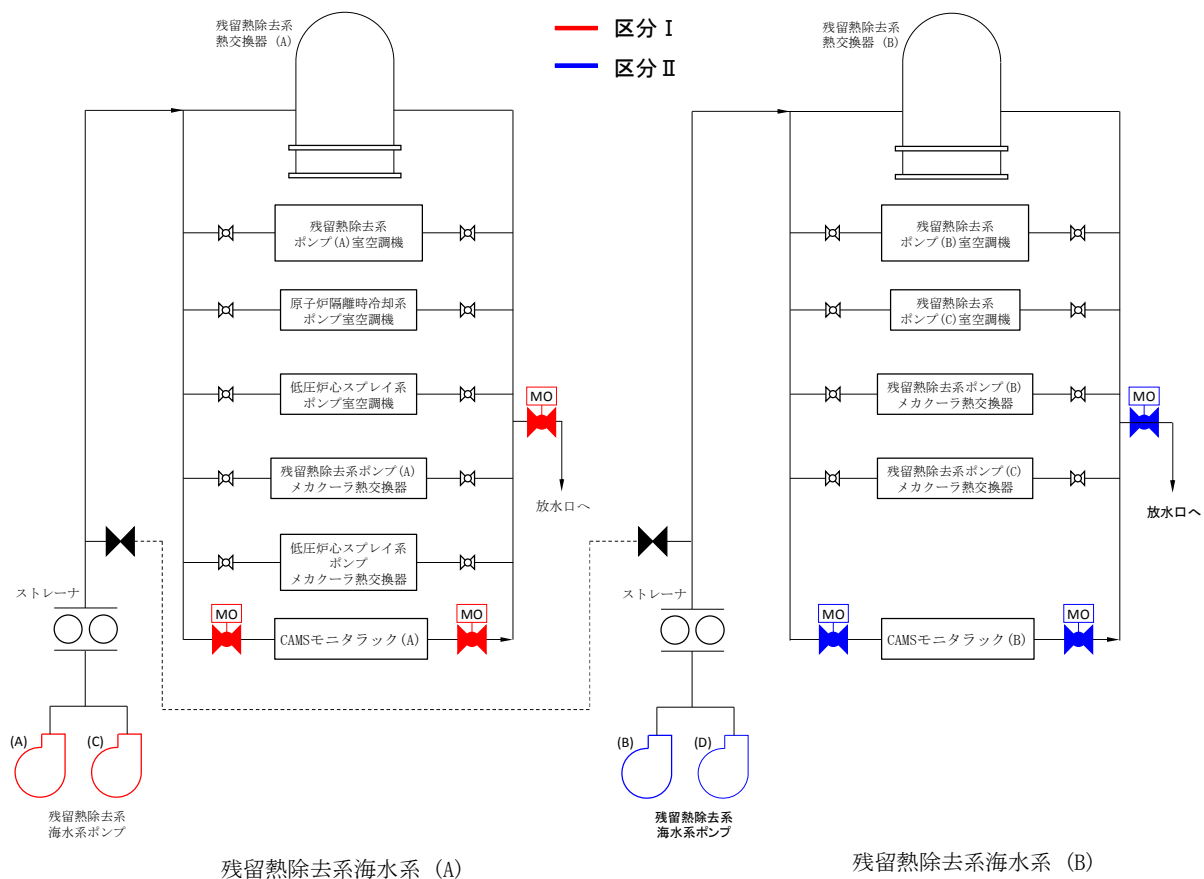 残留熱除去系
熱交換器 (A)
区分Ⅰ
区分Ⅱ
残留熱除去系
熱交換器 (B)
残留熱除去系
ポンプ(A)室空調機
原子炉隔離時冷却系
ポンプ室空調機
低圧炉心スプレイ系
ポンプ室空調機
MO
放水口へ
残留熱除去系ポンプ(A)
メカクーラ熱交換器
低圧炉心スプレイ系
ポンプ
メカクーラ熱交換器
ストレーナ
MO
MO
CAMSモニタラック(A)
(A)
(C)
残留熱除去系
海水系ポンプ
残留熱除去系海水系 (A)
残留熱除去系
ポンプ(B)室空調機
残留熱除去系
ポンプ(C)室空調機
残留熱除去系ポンプ(B)
メカクーラ熱交換器
MO
放水口へ
残留熱除去系ポンプ(C)
メカクーラ熱交換器
ストレーナ
MO
MO
CAMSモニタラック(B)
(B)
(D)
残留熱除去系
海水系ポンプ
残留熱除去系海水系 (B)